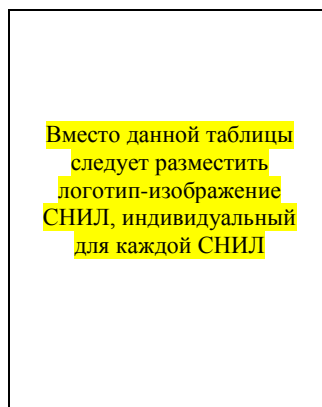 Вместо данной таблицы
следует разместить
логотип-изображение
СНИЛ, индивидуальный
для каждой СНИЛ